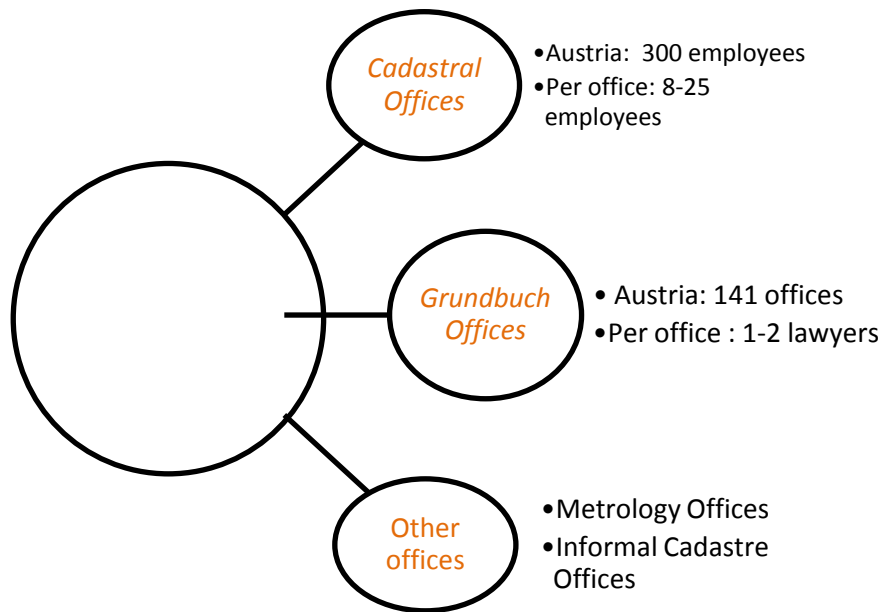 Cadastral
Offices
•Austria: 300 employees
•Per office: 8-25
employees
Grundbuch
Offices
• Austria: 141 offices
•Per office : 1-2 lawyers
Other
offices
•Metrology Offices
•Informal Cadastre
Offices